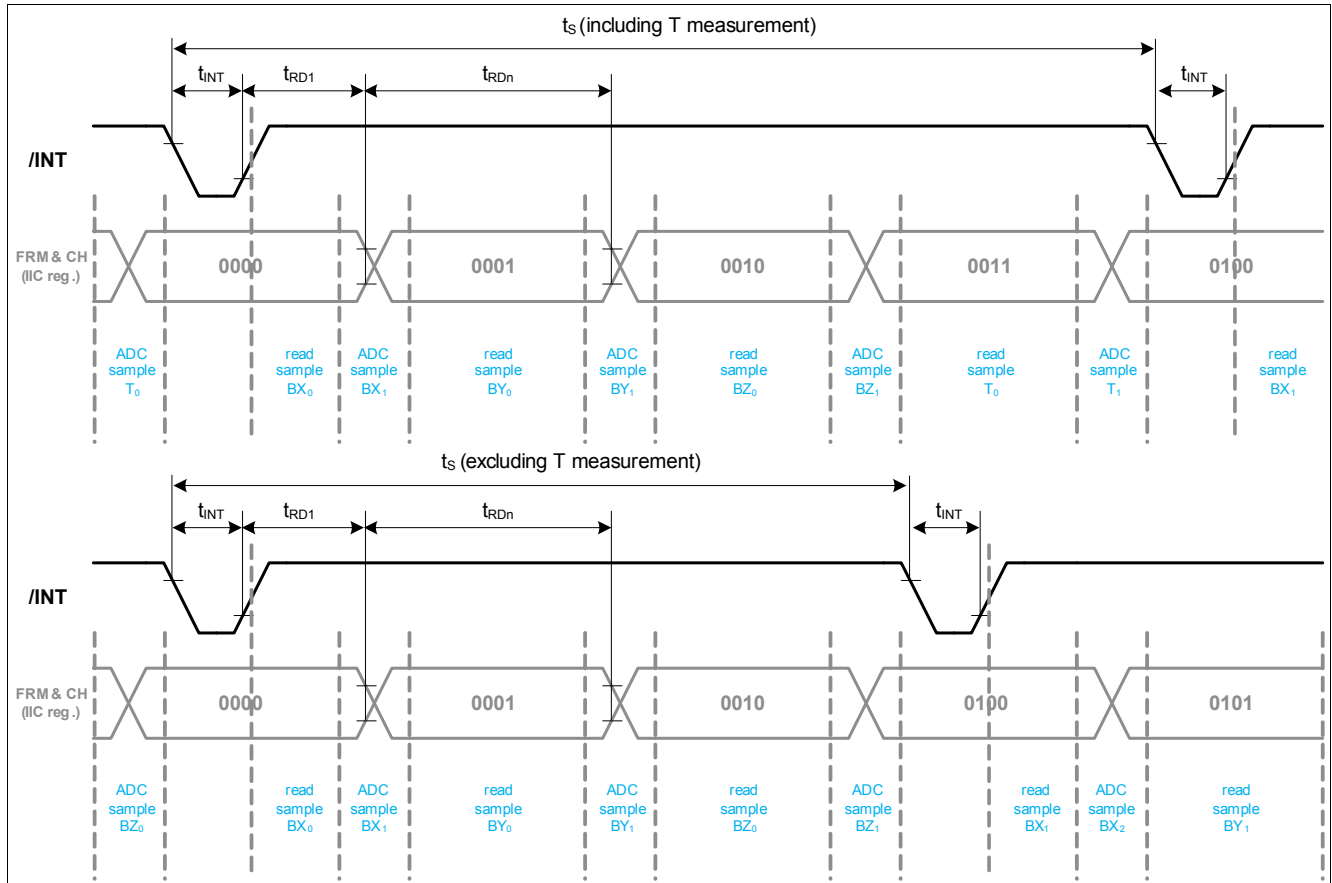 tS (including T measurement)
tINT tRD1 tRDn tINT
/INT
FRM & CH
(IIC reg.)
0000 0001 0010 0011 0100
ADC sample T0
read sample BX0
ADC sample BX1
read sample BY0
ADC sample BY1
read sample BZ0
ADC sample BZ1
read sample T0
ADC sample T1
read sample BX1
tS (excluding T measurement)
tINT tRD1 tRDn tINT
/INT
FRM & CH
(IIC reg.)
0000 0001 0010 0100 0101
ADC sample BZ0
read sample BX0
ADC sample BX1
read sample BY0
ADC sample BY1
read sample BZ0
ADC sample BZ1
read sample BX1
ADC sample BX2
read sample BY1